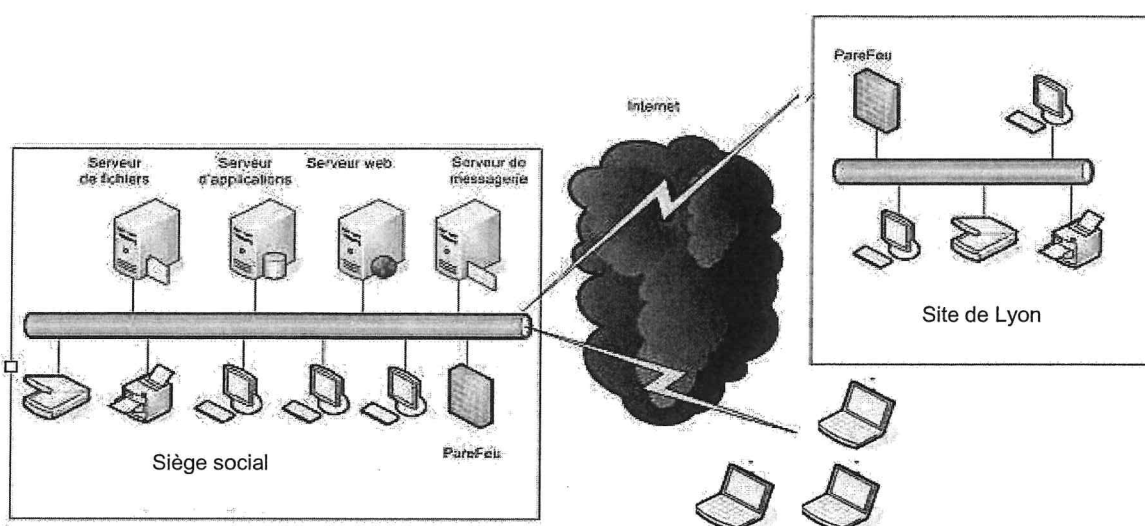 PareFeu
Internet
Serveur
de fichiers
Serveur
d'applications
Serveur web
Serveur de
messagerie
Site de Lyon
PareFeu
Siège social